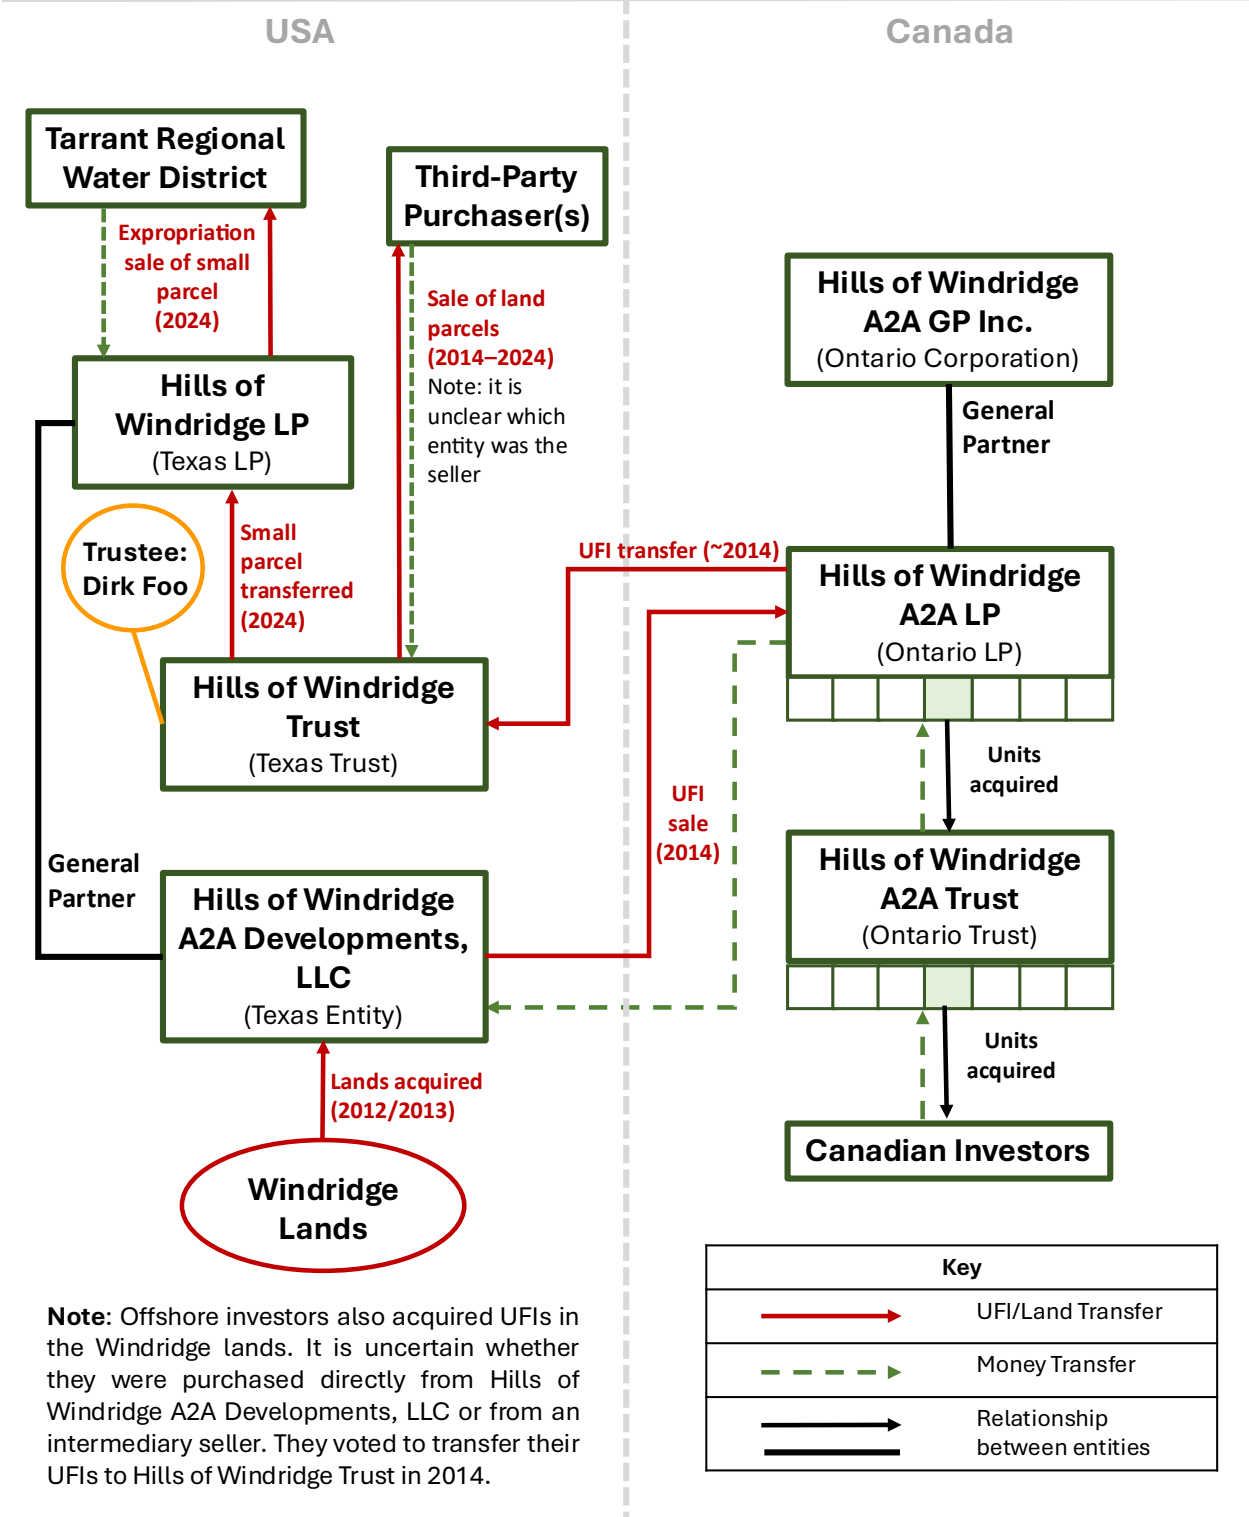 USA
Canada
Tarrant Regional
Water District
Third-Party
Purchaser(s)
Expropriation
sale of small
parcel
(2024)
Sale of land
parcels
(2014–2024)
Note: it is
unclear which
entity was the
seller
Hills of Windridge
A2A GP Inc.
(Ontario Corporation)
General
Partner
Hills of
Windridge LP
(Texas LP)
Trustee:
Dirk Foo
Small
parcel
transferred
(2024)
UFI transfer (~2014)
Hills of Windridge
A2A LP
(Ontario LP)
Hills of Windridge
Trust
(Texas Trust)
Units
acquired
UFI
sale
(2014)
Hills of Windridge
A2A Trust
(Ontario Trust)
General
Partner
Hills of Windridge
A2A Developments,
LLC
(Texas Entity)
Units
acquired
Lands acquired
(2012/2013)
Canadian Investors
Windridge
Lands
Key
UFI/Land Transfer
Money Transfer
Relationship
between entities
Note: Offshore investors also acquired UFIs in
the Windridge lands. It is uncertain whether
they were purchased directly from Hills of
Windridge A2A Developments, LLC or from an
intermediary seller. They voted to transfer their
UFIs to Hills of Windridge Trust in 2014.